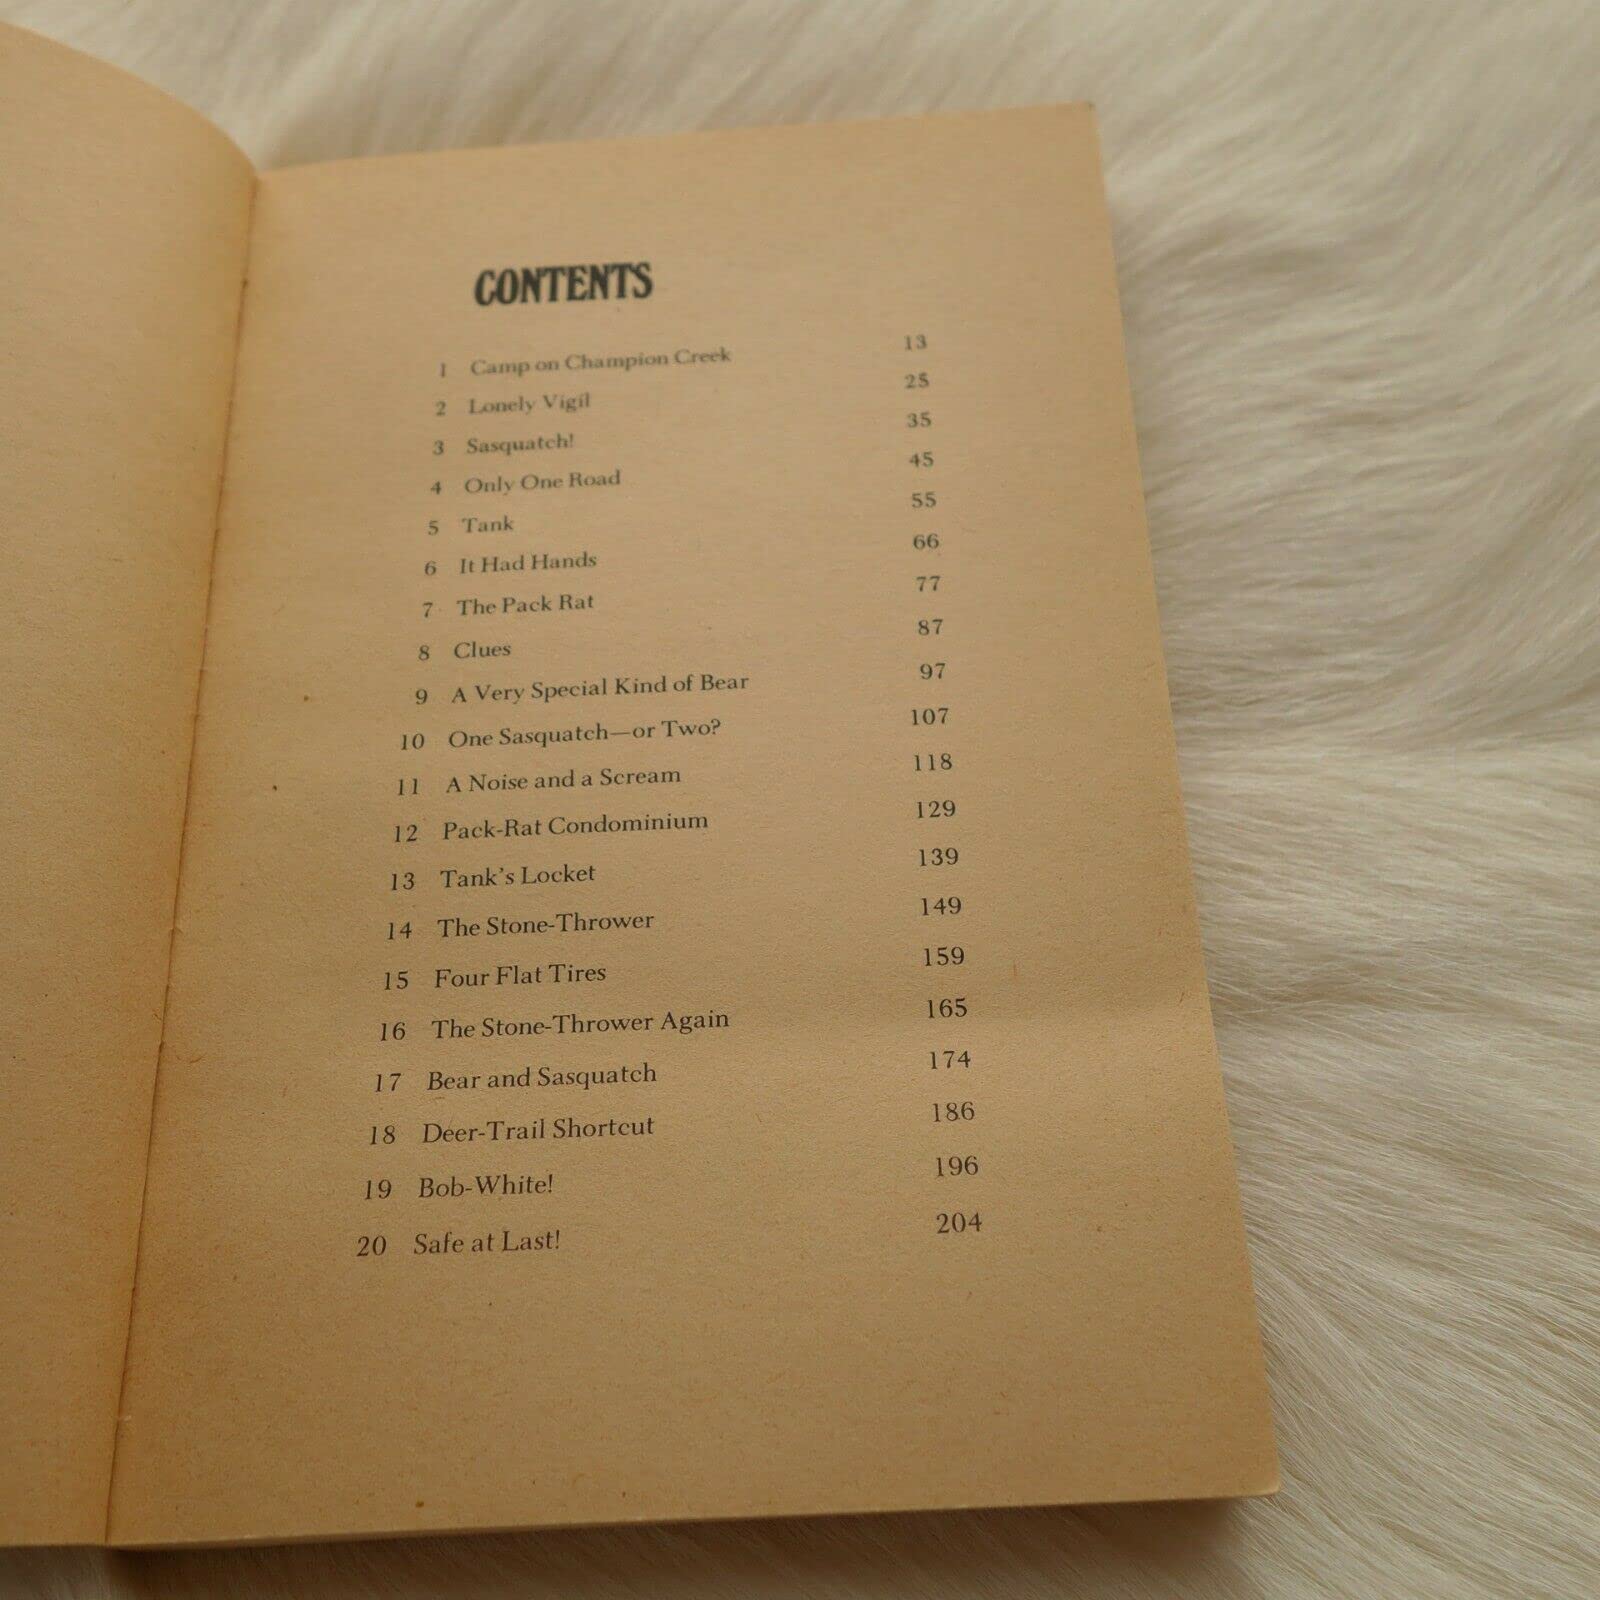 CONTENTS
1 Camp on Champion Creek 13
2 Lonely Vigil 25
3 Sasquatch! 35
4 Only One Road 45
5 Tank 55
6 It Had Hands 66
7 The Pack Rat 77
8 Clues 87
9 A Very Special Kind of Bear 97
10 One Sasquatch—or Two? 107
11 A Noise and a Scream 118
12 Pack-Rat Condominium 129
13 Tank's Locket 139
14 The Stone-Thrower 149
15 Four Flat Tires 159
16 The Stone-Thrower Again 165
17 Bear and Sasquatch 174
18 Deer-Trail Shortcut 186
19 Bob-White! 196
20 Safe at Last! 204